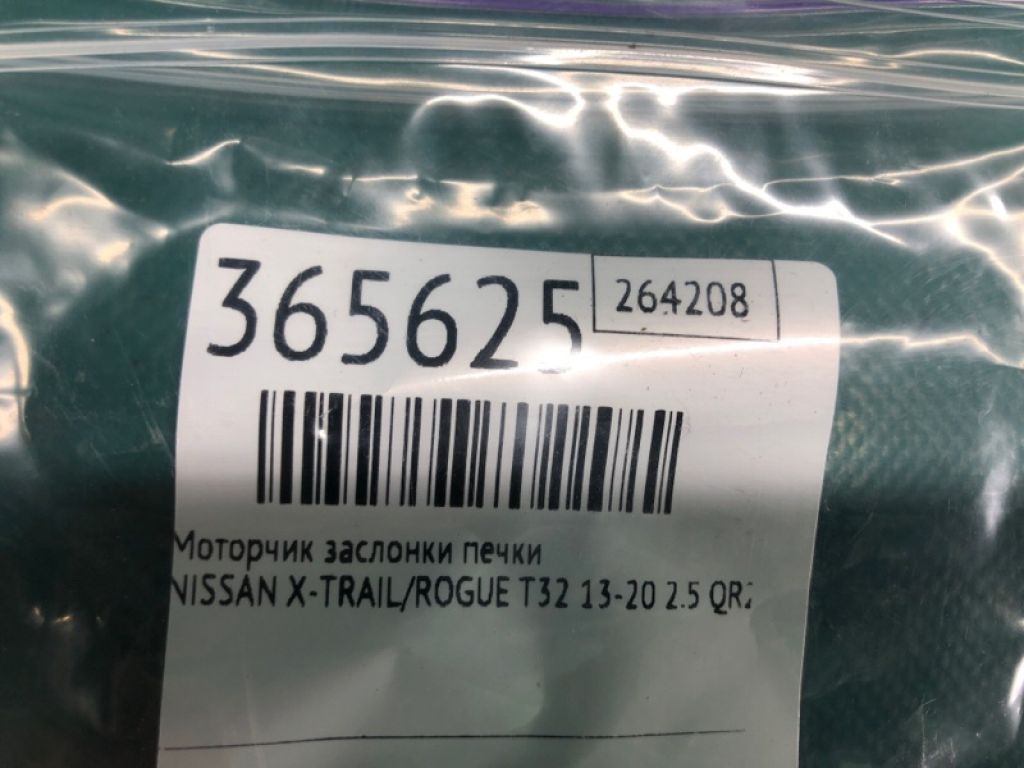 365625
264208
Моторчик заслонки печки
NISSAN X-TRAIL/ROGUE T32 13-20 2.5